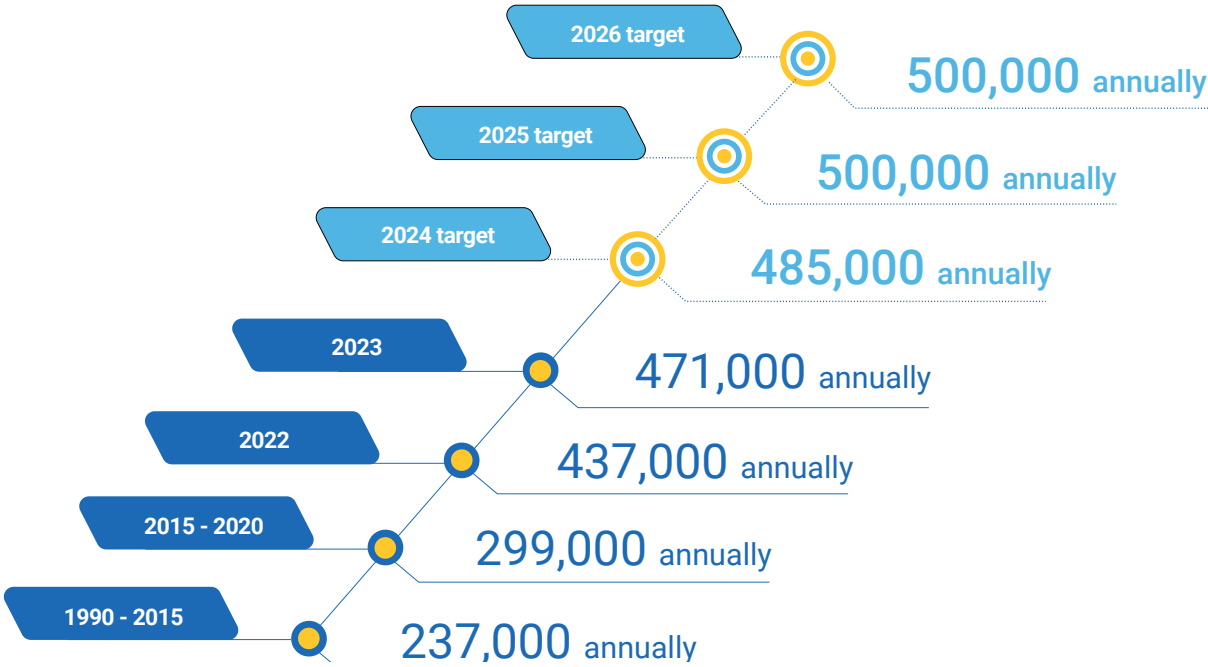 2026 target
500,000 annually
2025 target
500,000 annually
2024 target
485,000 annually
2023
471,000 annually
2022
437,000 annually
2015 - 2020
299,000 annually
1990 - 2015
237,000 annually